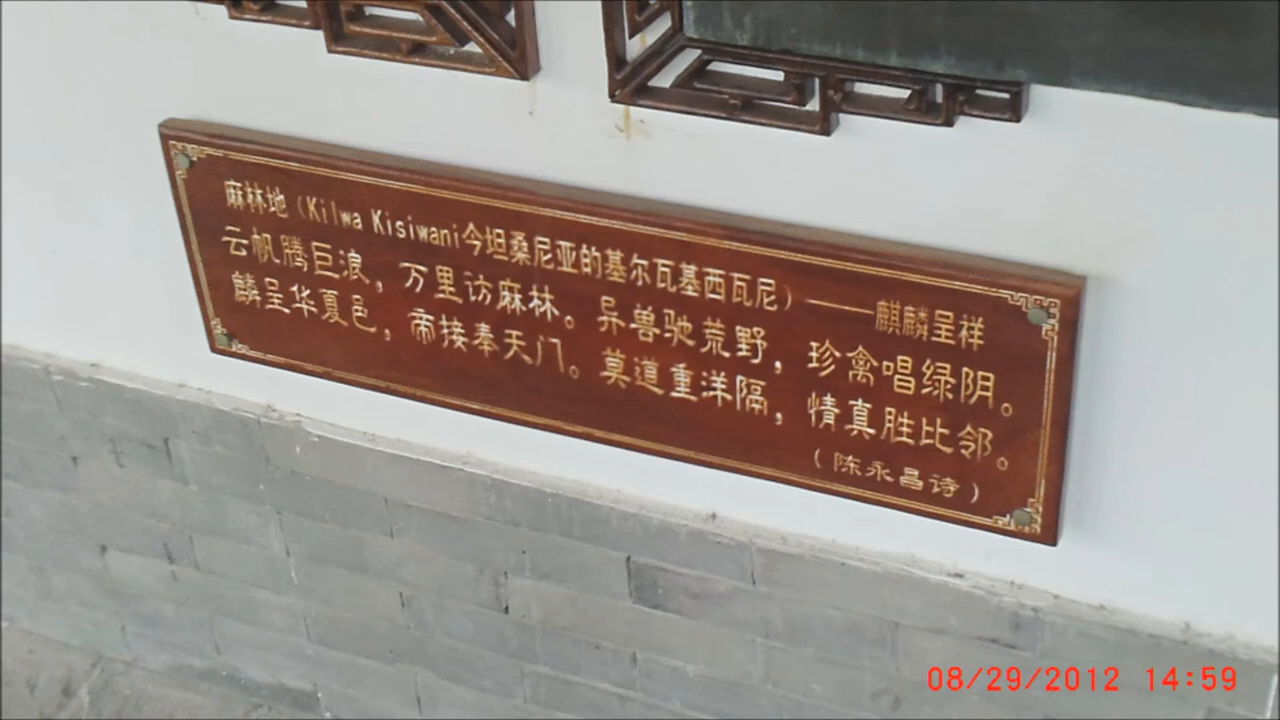 麻林地（Kilwa Kisiwani今坦桑尼亚的基尔瓦基西瓦尼）——麒麟呈祥
云帆腾巨浪，万里访麻林。异兽驰荒野，珍禽唱绿阴。
麟呈华夏邑，帝接奉天门。莫道重洋隔，情真胜比邻。
（陈永昌诗）
08/29/2012 14:59